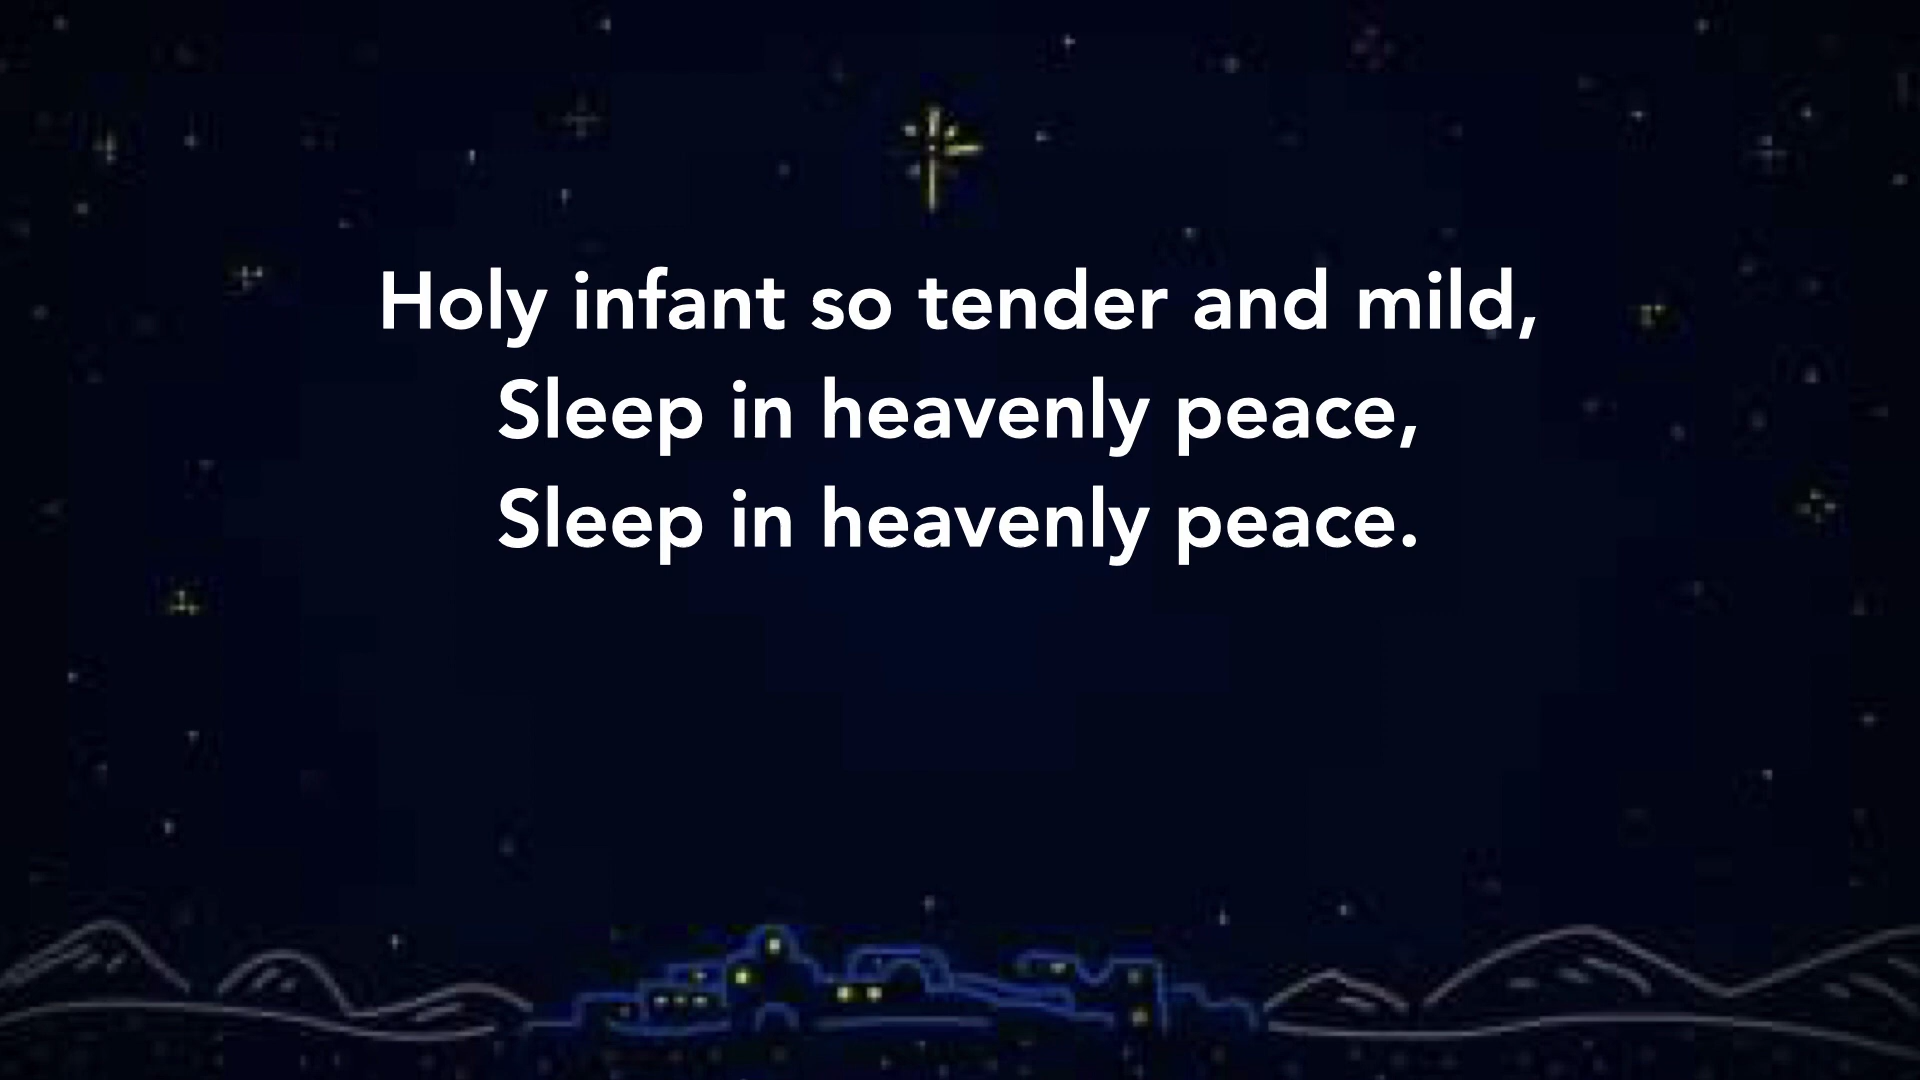 Holy infant so tender and mild,
Sleep in heavenly peace,
Sleep in heavenly peace.